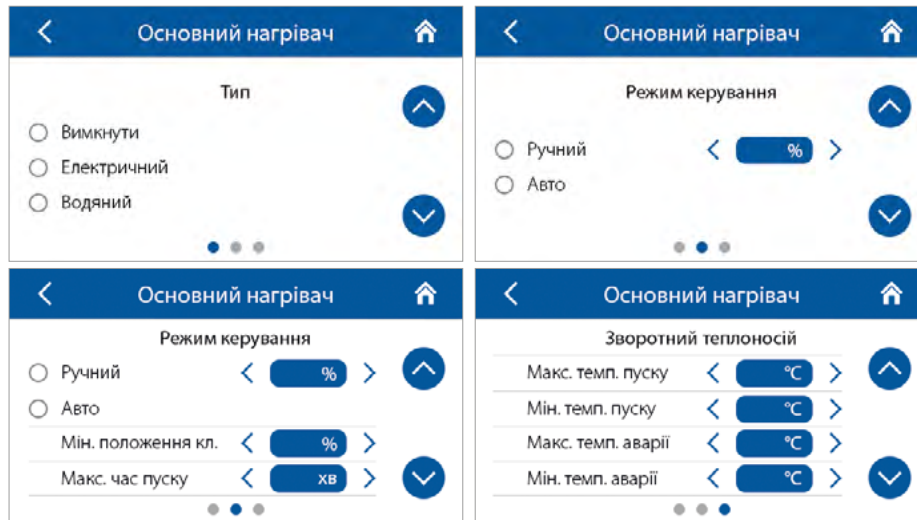 Основний нагрівач
Тип
Вимкнути
Електричний
Водяний
Основний нагрівач
Режим керування
Ручний %
Авто
Основний нагрівач
Режим керування
Ручний %
Авто
Мін. положення кл. %
Макс. час пуску хв
Основний нагрівач
Зворотний теплоносій
Макс. темп. пуску °C
Мін. темп. пуску °C
Макс. темп. аварії °C
Мін. темп. аварії °C